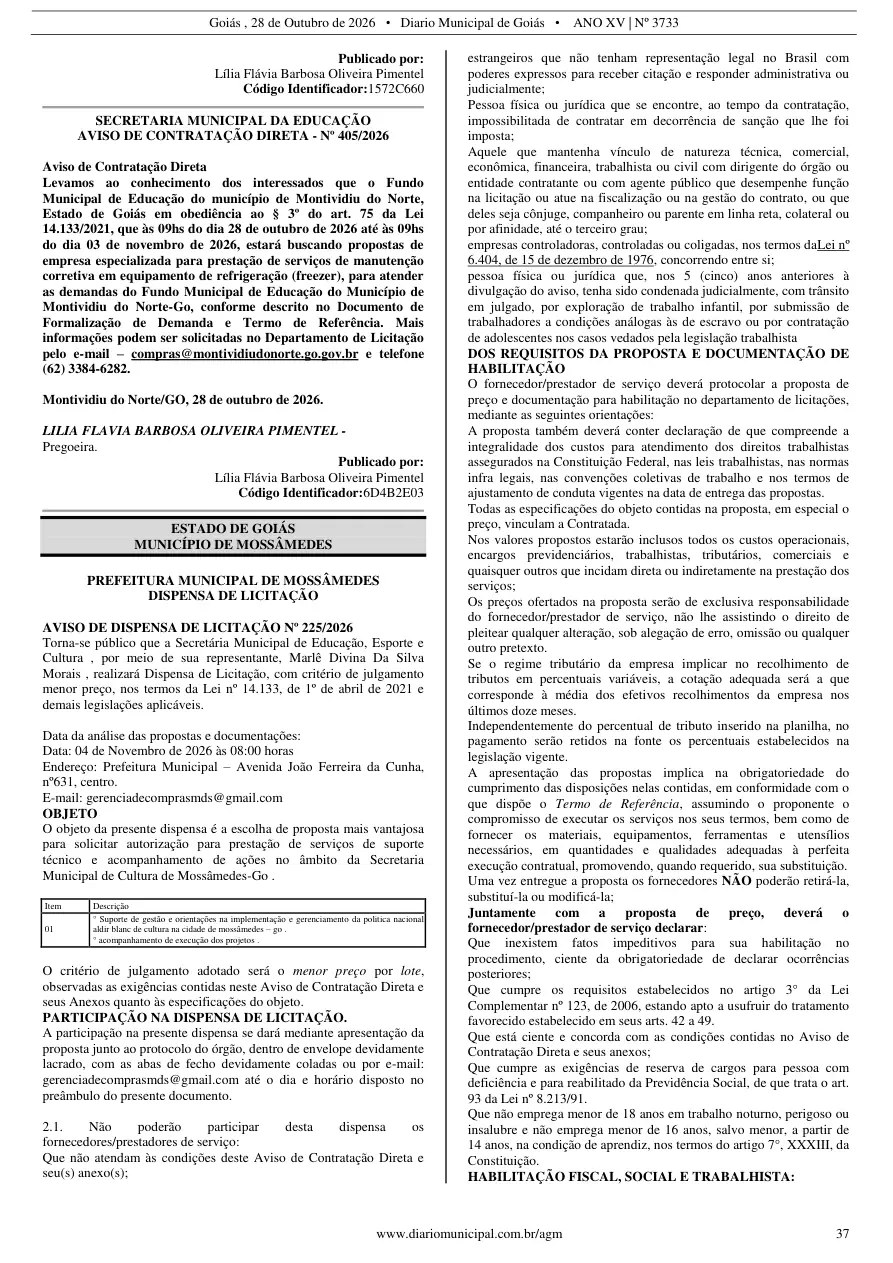 Goiás , 28 de Outubro de 2026 • Diario Municipal de Goiás • ANO XV | Nº 3733
Publicado por:
Lília Flávia Barbosa Oliveira Pimentel
Código Identificador:1572C660
SECRETARIA MUNICIPAL DA EDUCAÇÃO
AVISO DE CONTRATAÇÃO DIRETA - Nº 405/2026
Aviso de Contratação Direta
Levamos ao conhecimento dos interessados que o Fundo
Municipal de Educação do município de Montividiu do Norte,
Estado de Goiás em obediência ao § 3º do art. 75 da Lei
14.133/2021, que às 09hs do dia 28 de outubro de 2026 até às 09hs
do dia 03 de novembro de 2026, estará buscando propostas de
empresa especializada para prestação de serviços de manutenção
corretiva em equipamento de refrigeração (freezer), para atender
as demandas do Fundo Municipal de Educação do Município de
Montividiu do Norte-Go, conforme descrito no Documento de
Formalização de Demanda e Termo de Referência. Mais
informações podem ser solicitadas no Departamento de Licitação
pelo e-mail – compras@montividiudonorte.go.gov.br e telefone
(62) 3384-6282.
Montividiu do Norte/GO, 28 de outubro de 2026.
LILIA FLAVIA BARBOSA OLIVEIRA PIMENTEL -
Pregoeira.
Publicado por:
Lília Flávia Barbosa Oliveira Pimentel
Código Identificador:6D4B2E03
ESTADO DE GOIÁS
MUNICÍPIO DE MOSSÂMEDES
PREFEITURA MUNICIPAL DE MOSSÂMEDES
DISPENSA DE LICITAÇÃO
AVISO DE DISPENSA DE LICITAÇÃO Nº 225/2026
Torna-se público que a Secretária Municipal de Educação, Esporte e
Cultura , por meio de sua representante, Marlê Divina Da Silva
Morais , realizará Dispensa de Licitação, com critério de julgamento
menor preço, nos termos da Lei nº 14.133, de 1º de abril de 2021 e
demais legislações aplicáveis.
Data da análise das propostas e documentações:
Data: 04 de Novembro de 2026 às 08:00 horas
Endereço: Prefeitura Municipal – Avenida João Ferreira da Cunha,
nº631, centro.
E-mail: gerenciadecomprasmds@gmail.com
OBJETO
O objeto da presente dispensa é a escolha de proposta mais vantajosa
para solicitar autorização para prestação de serviços de suporte
técnico e acompanhamento de ações no âmbito da Secretaria
Municipal de Cultura de Mossâmedes-Go .
Item Descrição
° Suporte de gestão e orientações na implementação e gerenciamento da politica nacional
01 aldir blanc de cultura na cidade de mossâmedes – go .
° acompanhamento de execução dos projetos .
O critério de julgamento adotado será o menor preço por lote,
observadas as exigências contidas neste Aviso de Contratação Direta e
seus Anexos quanto às especificações do objeto.
PARTICIPAÇÃO NA DISPENSA DE LICITAÇÃO.
A participação na presente dispensa se dará mediante apresentação da
proposta junto ao protocolo do órgão, dentro de envelope devidamente
lacrado, com as abas de fecho devidamente coladas ou por e-mail:
gerenciadecomprasmds@gmail.com até o dia e horário disposto no
preâmbulo do presente documento.
2.1. Não poderão participar desta dispensa os
fornecedores/prestadores de serviço:
Que não atendam às condições deste Aviso de Contratação Direta e
seu(s) anexo(s);
estrangeiros que não tenham representação legal no Brasil com
poderes expressos para receber citação e responder administrativa ou
judicialmente;
Pessoa física ou jurídica que se encontre, ao tempo da contratação,
impossibilitada de contratar em decorrência de sanção que lhe foi
imposta;
Aquele que mantenha vínculo de natureza técnica, comercial,
econômica, financeira, trabalhista ou civil com dirigente do órgão ou
entidade contratante ou com agente público que desempenhe função
na licitação ou atue na fiscalização ou na gestão do contrato, ou que
deles seja cônjuge, companheiro ou parente em linha reta, colateral ou
por afinidade, até o terceiro grau;
empresas controladoras, controladas ou coligadas, nos termos daLei nº
6.404, de 15 de dezembro de 1976, concorrendo entre si;
pessoa física ou jurídica que, nos 5 (cinco) anos anteriores à
divulgação do aviso, tenha sido condenada judicialmente, com trânsito
em julgado, por exploração de trabalho infantil, por submissão de
trabalhadores a condições análogas às de escravo ou por contratação
de adolescentes nos casos vedados pela legislação trabalhista
DOS REQUISITOS DA PROPOSTA E DOCUMENTAÇÃO DE
HABILITAÇÃO
O fornecedor/prestador de serviço deverá protocolar a proposta de
preço e documentação para habilitação no departamento de licitações,
mediante as seguintes orientações:
A proposta também deverá conter declaração de que compreende a
integralidade dos custos para atendimento dos direitos trabalhistas
assegurados na Constituição Federal, nas leis trabalhistas, nas normas
infra legais, nas convenções coletivas de trabalho e nos termos de
ajustamento de conduta vigentes na data de entrega das propostas.
Todas as especificações do objeto contidas na proposta, em especial o
preço, vinculam a Contratada.
Nos valores propostos estarão inclusos todos os custos operacionais,
encargos previdenciários, trabalhistas, tributários, comerciais e
quaisquer outros que incidam direta ou indiretamente na prestação dos
serviços;
Os preços ofertados na proposta serão de exclusiva responsabilidade
do fornecedor/prestador de serviço, não lhe assistindo o direito de
pleitear qualquer alteração, sob alegação de erro, omissão ou qualquer
outro pretexto.
Se o regime tributário da empresa implicar no recolhimento de
tributos em percentuais variáveis, a cotação adequada será a que
corresponde à média dos efetivos recolhimentos da empresa nos
últimos doze meses.
Independentemente do percentual de tributo inserido na planilha, no
pagamento serão retidos na fonte os percentuais estabelecidos na
legislação vigente.
A apresentação das propostas implica na obrigatoriedade do
cumprimento das disposições nelas contidas, em conformidade com o
que dispõe o Termo de Referência, assumindo o proponente o
compromisso de executar os serviços nos seus termos, bem como de
fornecer os materiais, equipamentos, ferramentas e utensílios
necessários, em quantidades e qualidades adequadas à perfeita
execução contratual, promovendo, quando requerido, sua substituição.
Uma vez entregue a proposta os fornecedores NÃO poderão retirá-la,
substituí-la ou modificá-la;
Juntamente com a proposta de preço, deverá o
fornecedor/prestador de serviço declarar:
Que inexistem fatos impeditivos para sua habilitação no
procedimento, ciente da obrigatoriedade de declarar ocorrências
posteriores;
Que cumpre os requisitos estabelecidos no artigo 3° da Lei
Complementar nº 123, de 2006, estando apto a usufruir do tratamento
favorecido estabelecido em seus arts. 42 a 49.
Que está ciente e concorda com as condições contidas no Aviso de
Contratação Direta e seus anexos;
Que cumpre as exigências de reserva de cargos para pessoa com
deficiência e para reabilitado da Previdência Social, de que trata o art.
93 da Lei nº 8.213/91.
Que não emprega menor de 18 anos em trabalho noturno, perigoso ou
insalubre e não emprega menor de 16 anos, salvo menor, a partir de
14 anos, na condição de aprendiz, nos termos do artigo 7°, XXXIII, da
Constituição.
HABILITAÇÃO FISCAL, SOCIAL E TRABALHISTA:
www.diariomunicipal.com.br/agm 37